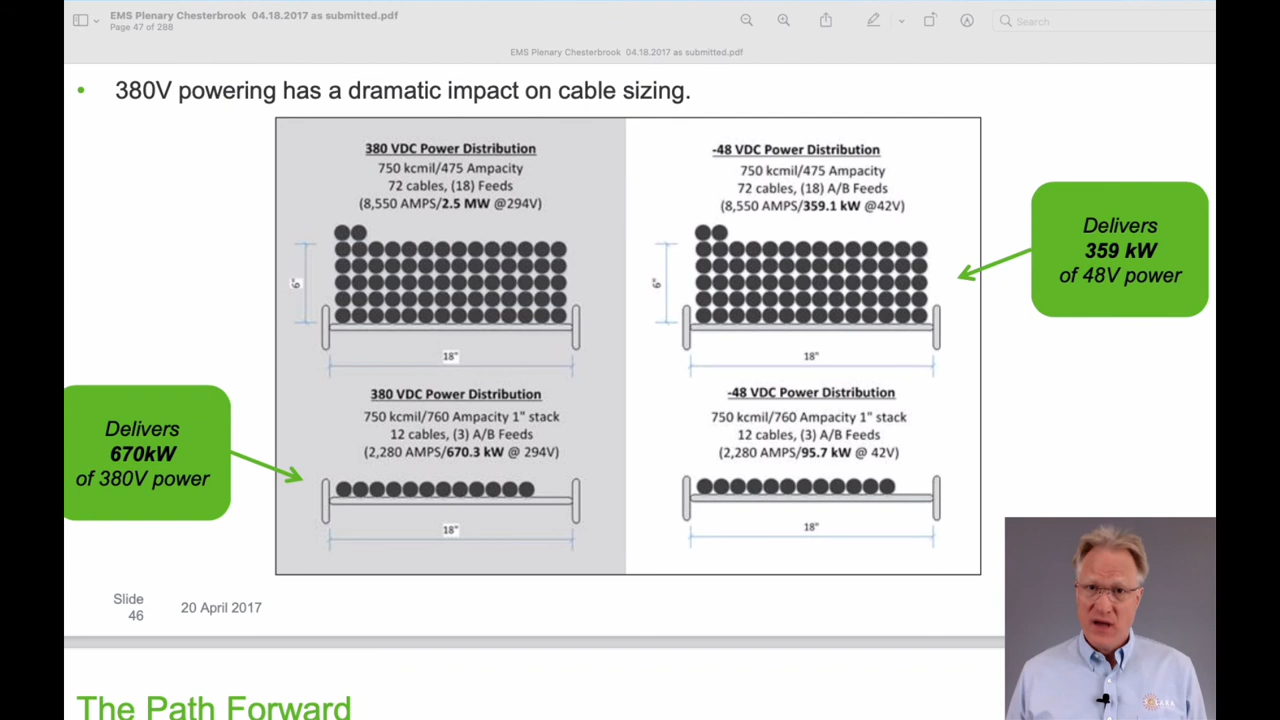 EMS Plenary Chesterbrook 04.18.2017 as submitted.pdf
Page 47 of 288
Search
EMS Plenary Chesterbrook 04.18.2017 as submitted.pdf
• 380V powering has a dramatic impact on cable sizing.
380 VDC Power Distribution
750 kcmil/475 Ampacity
72 cables, (18) Feeds
(8,550 AMPS/2.5 MW @294V)
6"
18"
-48 VDC Power Distribution
750 kcmil/475 Ampacity
72 cables, (18) A/B Feeds
(8,550 AMPS/359.1 kW @42V)
6"
18"
Delivers
359 kW
of 48V power
Delivers
670kW
of 380V power
380 VDC Power Distribution
750 kcmil/760 Ampacity 1" stack
12 cables, (3) A/B Feeds
(2,280 AMPS/670.3 kW @ 294V)
18"
-48 VDC Power Distribution
750 kcmil/760 Ampacity 1" stack
12 cables, (3) A/B Feeds
(2,280 AMPS/95.7 kW @ 42V)
18"
Slide
46
20 April 2017
The Path Forward